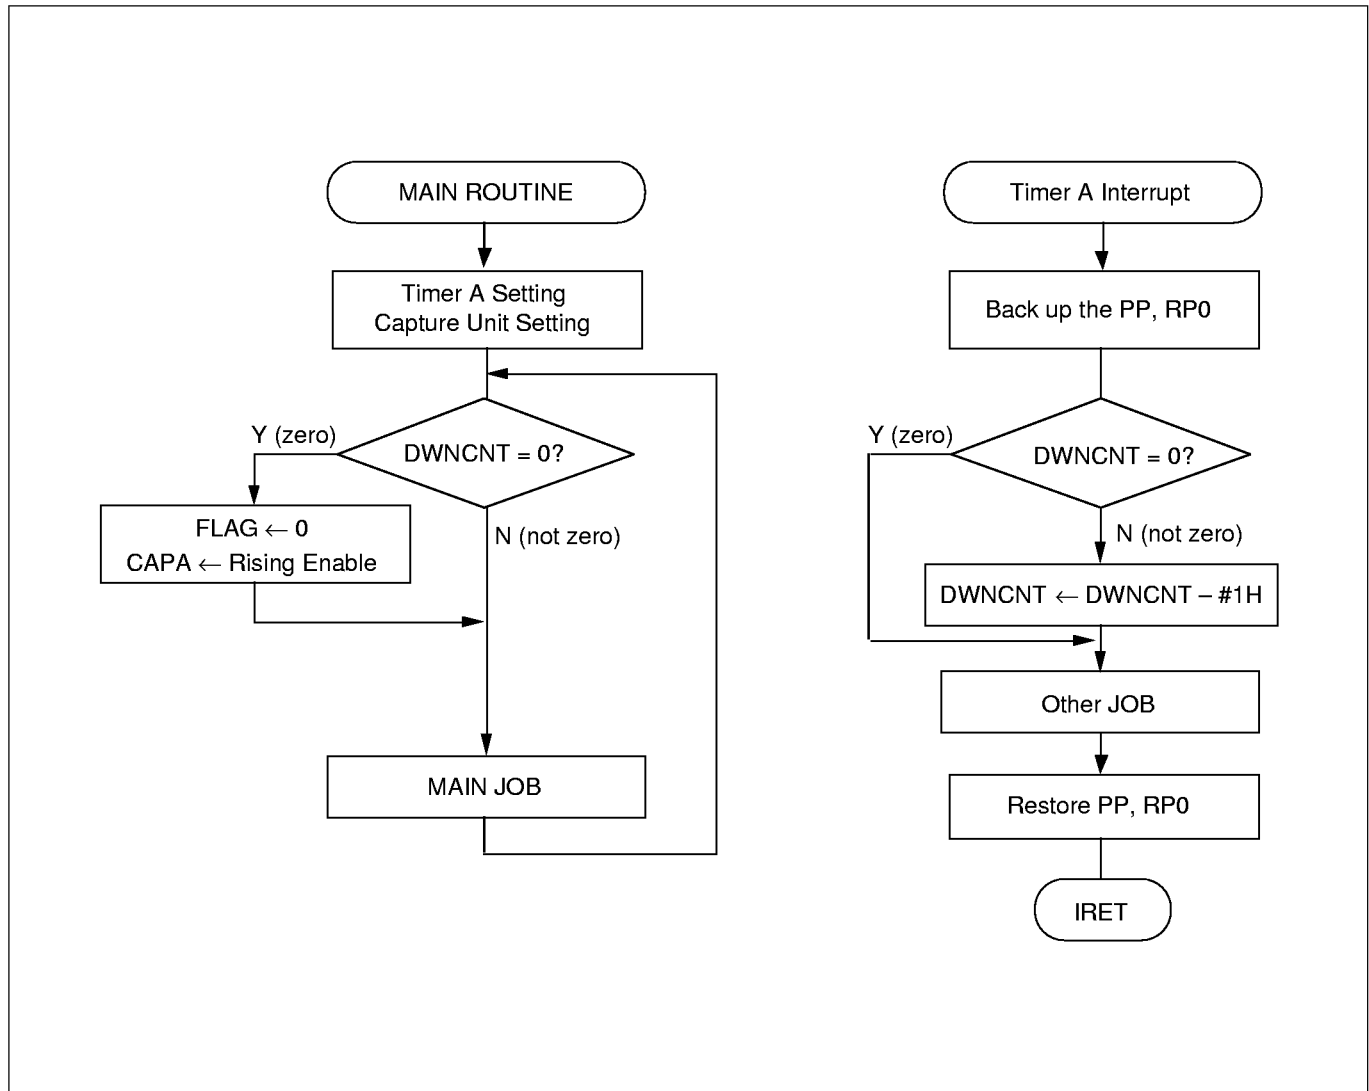 MAIN ROUTINE
Timer A Setting
Capture Unit Setting
Y (zero)
DWNCNT = 0?
FLAG ← 0
CAPA ← Rising Enable
N (not zero)
MAIN JOB
Timer A Interrupt
Back up the PP, RP0
Y (zero)
DWNCNT = 0?
N (not zero)
DWNCNT ← DWNCNT – #1H
Other JOB
Restore PP, RP0
IRET